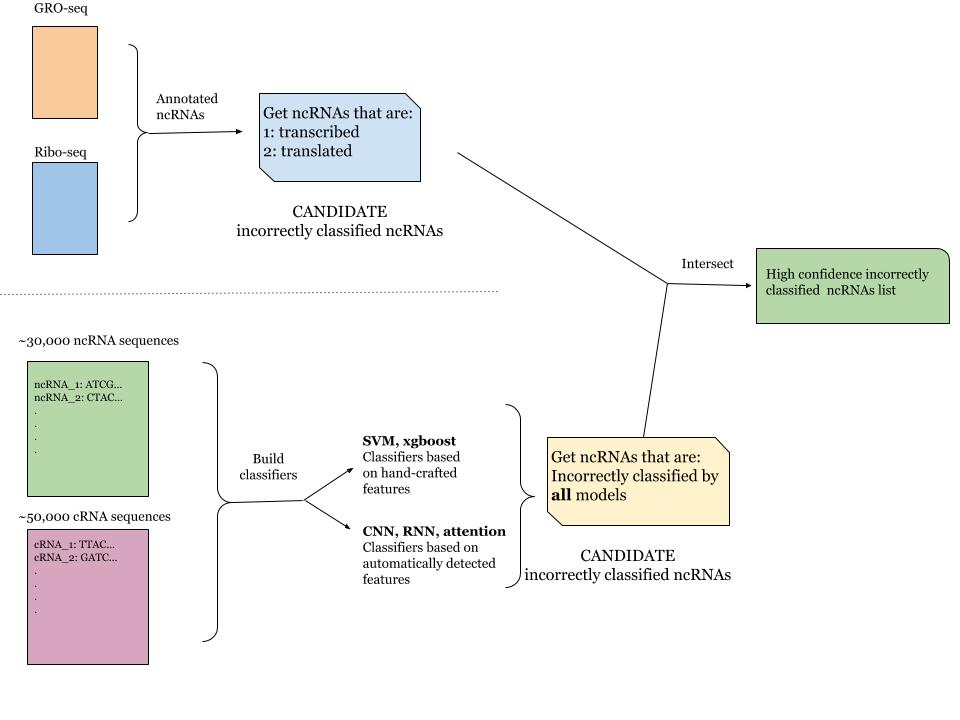 GRO-seq
Annotated
ncRNAs
Get ncRNAs that are:
1: transcribed
2: translated
Ribo-seq
CANDIDATE
incorrectly classified ncRNAs
Intersect
High confidence incorrectly
classified ncRNAs list
~30,000 ncRNA sequences
ncRNA_1: ATCG...
ncRNA_2: CTAC...
.
.
.
.
~50,000 cRNA sequences
cRNA_1: TTAC...
cRNA_2: GATC...
.
.
.
.
Build
classifiers
SVM, xgboost
Classifiers based
on hand-crafted
features
CNN, RNN, attention
Classifiers based on
automatically detected
features
Get ncRNAs that are:
Incorrectly classified by
all models
CANDIDATE
incorrectly classified ncRNAs